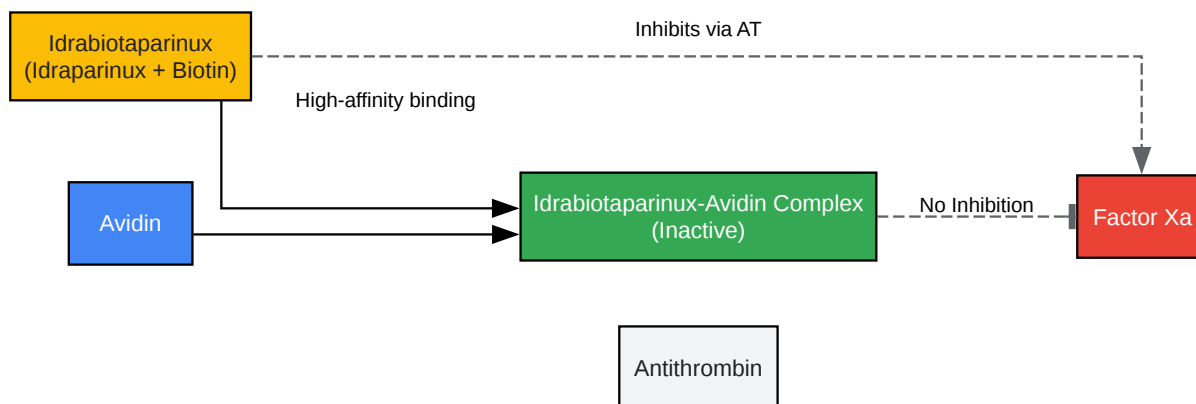 Inhibits via AT
Idrabiotaparinux
(Idraparinux + Biotin)
High-affinity binding
Avidin
Idrabiotaparinux-Avidin Complex
(Inactive)
No Inhibition
Factor Xa
Antithrombin